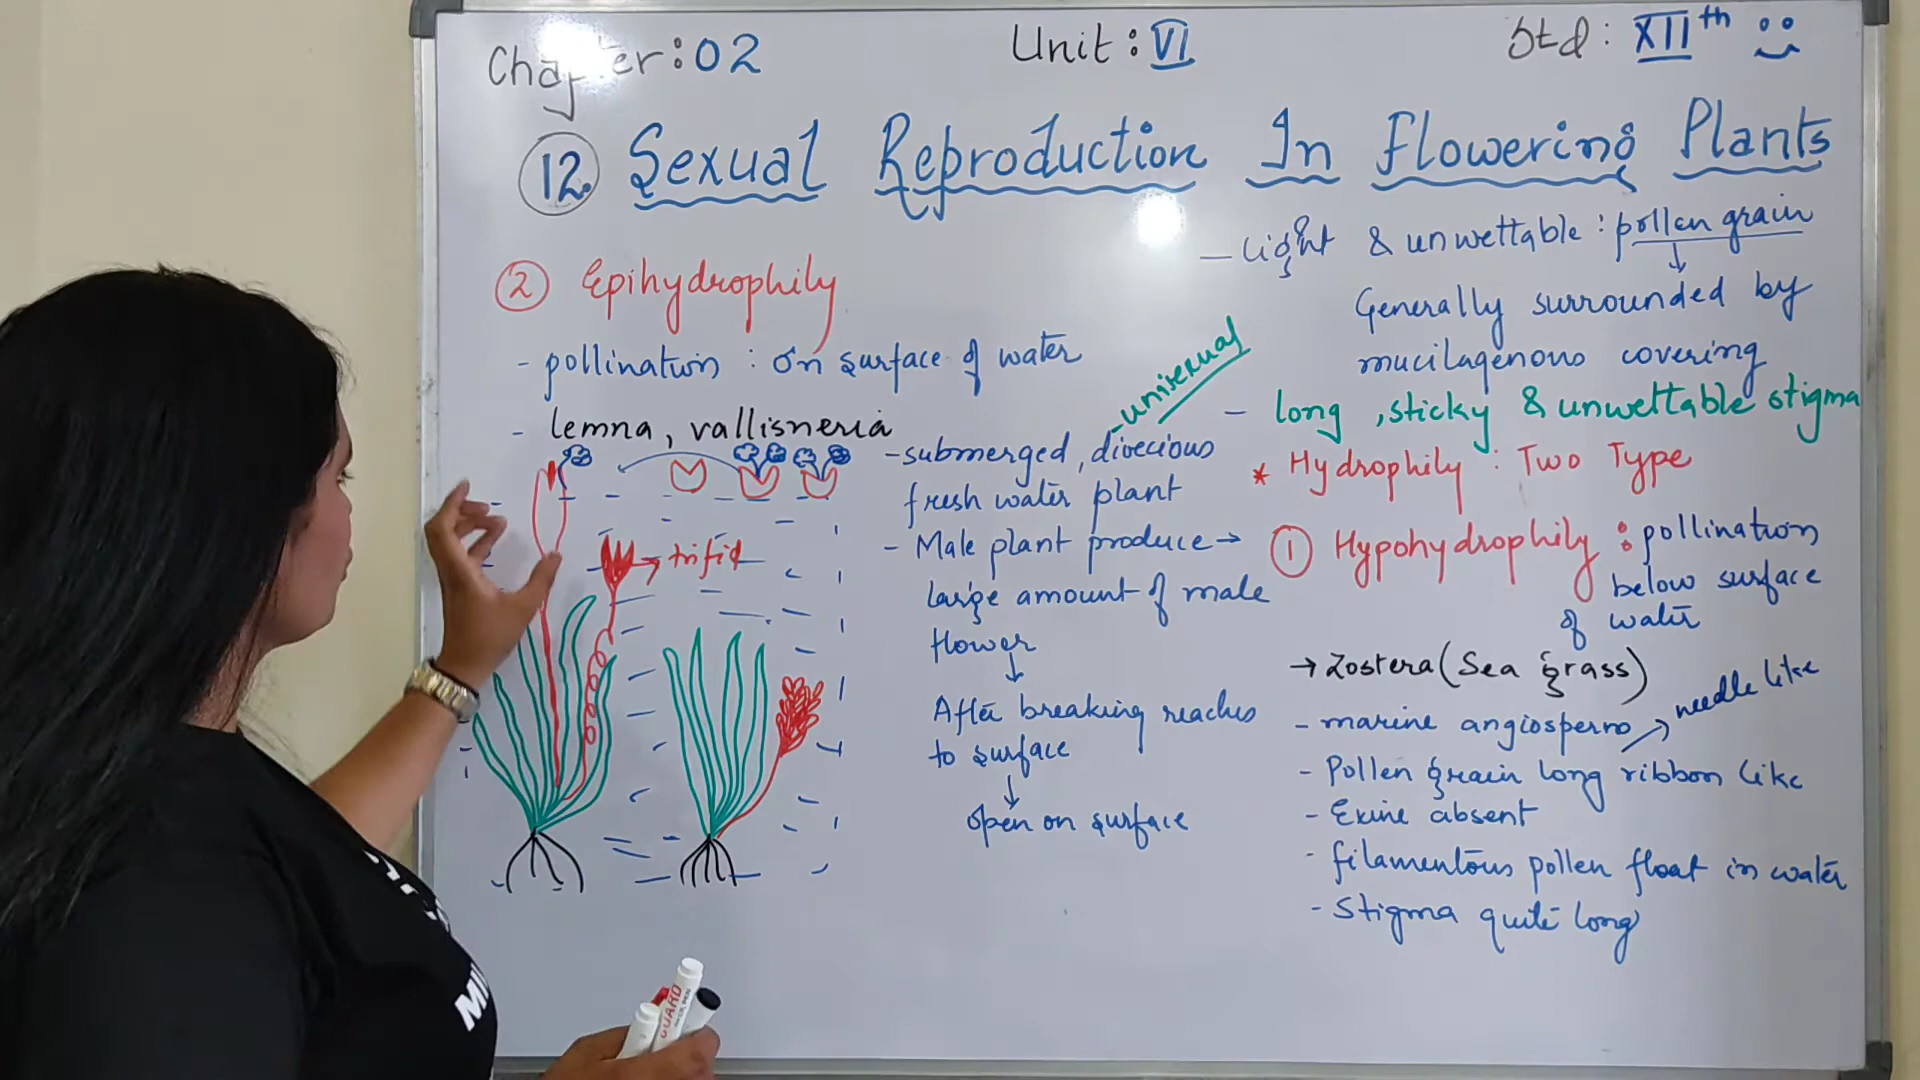 Chapter: 02
Unit: VI
Std: XIIth
12. Sexual Reproduction In Flowering Plants
② Epihydrophily
- pollination : on surface of water
- lemna, vallisneria
→ trifid
- unisexual
- submerged, dioecious
fresh water plant
- Male plant produce →
large amount of male
flower
↓
After breaking reaches
to surface
↓
open on surface
- Light & unwettable : pollen grain
↓
Generally surrounded by
mucilagenous covering
- long, sticky & unwettable stigma
* Hydrophily : Two Type
① Hypohydrophily : pollination
below surface
of water
→ Zostera (Sea grass)
- marine angiosperm
→ needle like
- Pollen grain long ribbon like
- Exine absent
- filamentous pollen float in water
- Stigma quite long
GUARD